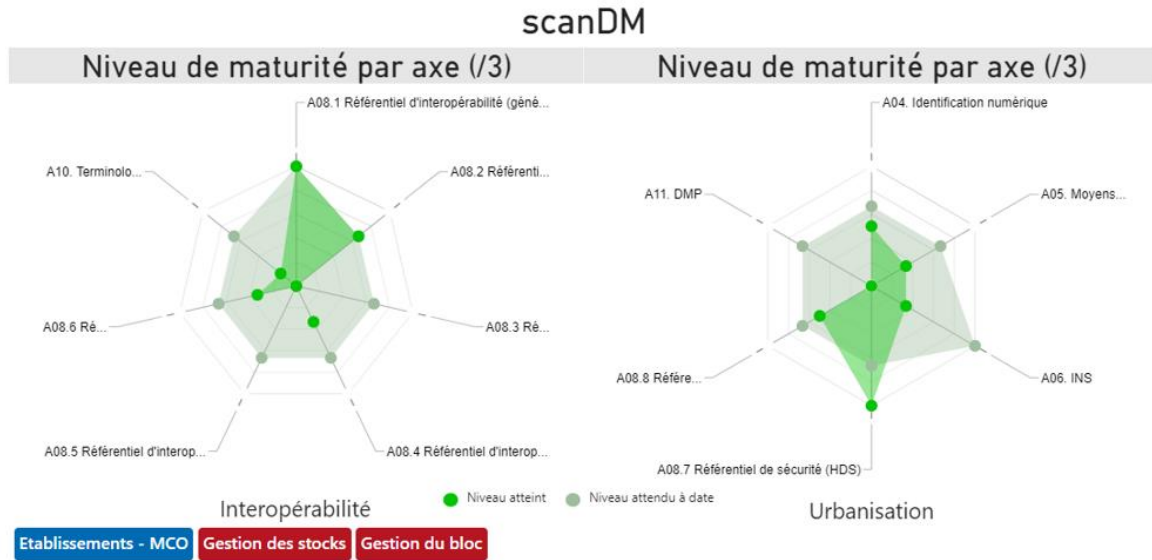 scanDM
Niveau de maturité par axe (/3)
A08.1 Référentiel d'interopérabilité (géné...
A10. Terminolo...
A08.2 Référenti...
A08.6 Ré...
A08.3 Ré...
A08.5 Référentiel d'interop...
A08.4 Référentiel d'interop...
Interopérabilité
Niveau de maturité par axe (/3)
A04. Identification numérique
A11. DMP
A05. Moyens...
A08.8 Référe...
A06. INS
A08.7 Référentiel de sécurité (HDS)
Urbanisation
Niveau atteint
Niveau attendu à date
Etablissements - MCO
Gestion des stocks
Gestion du bloc